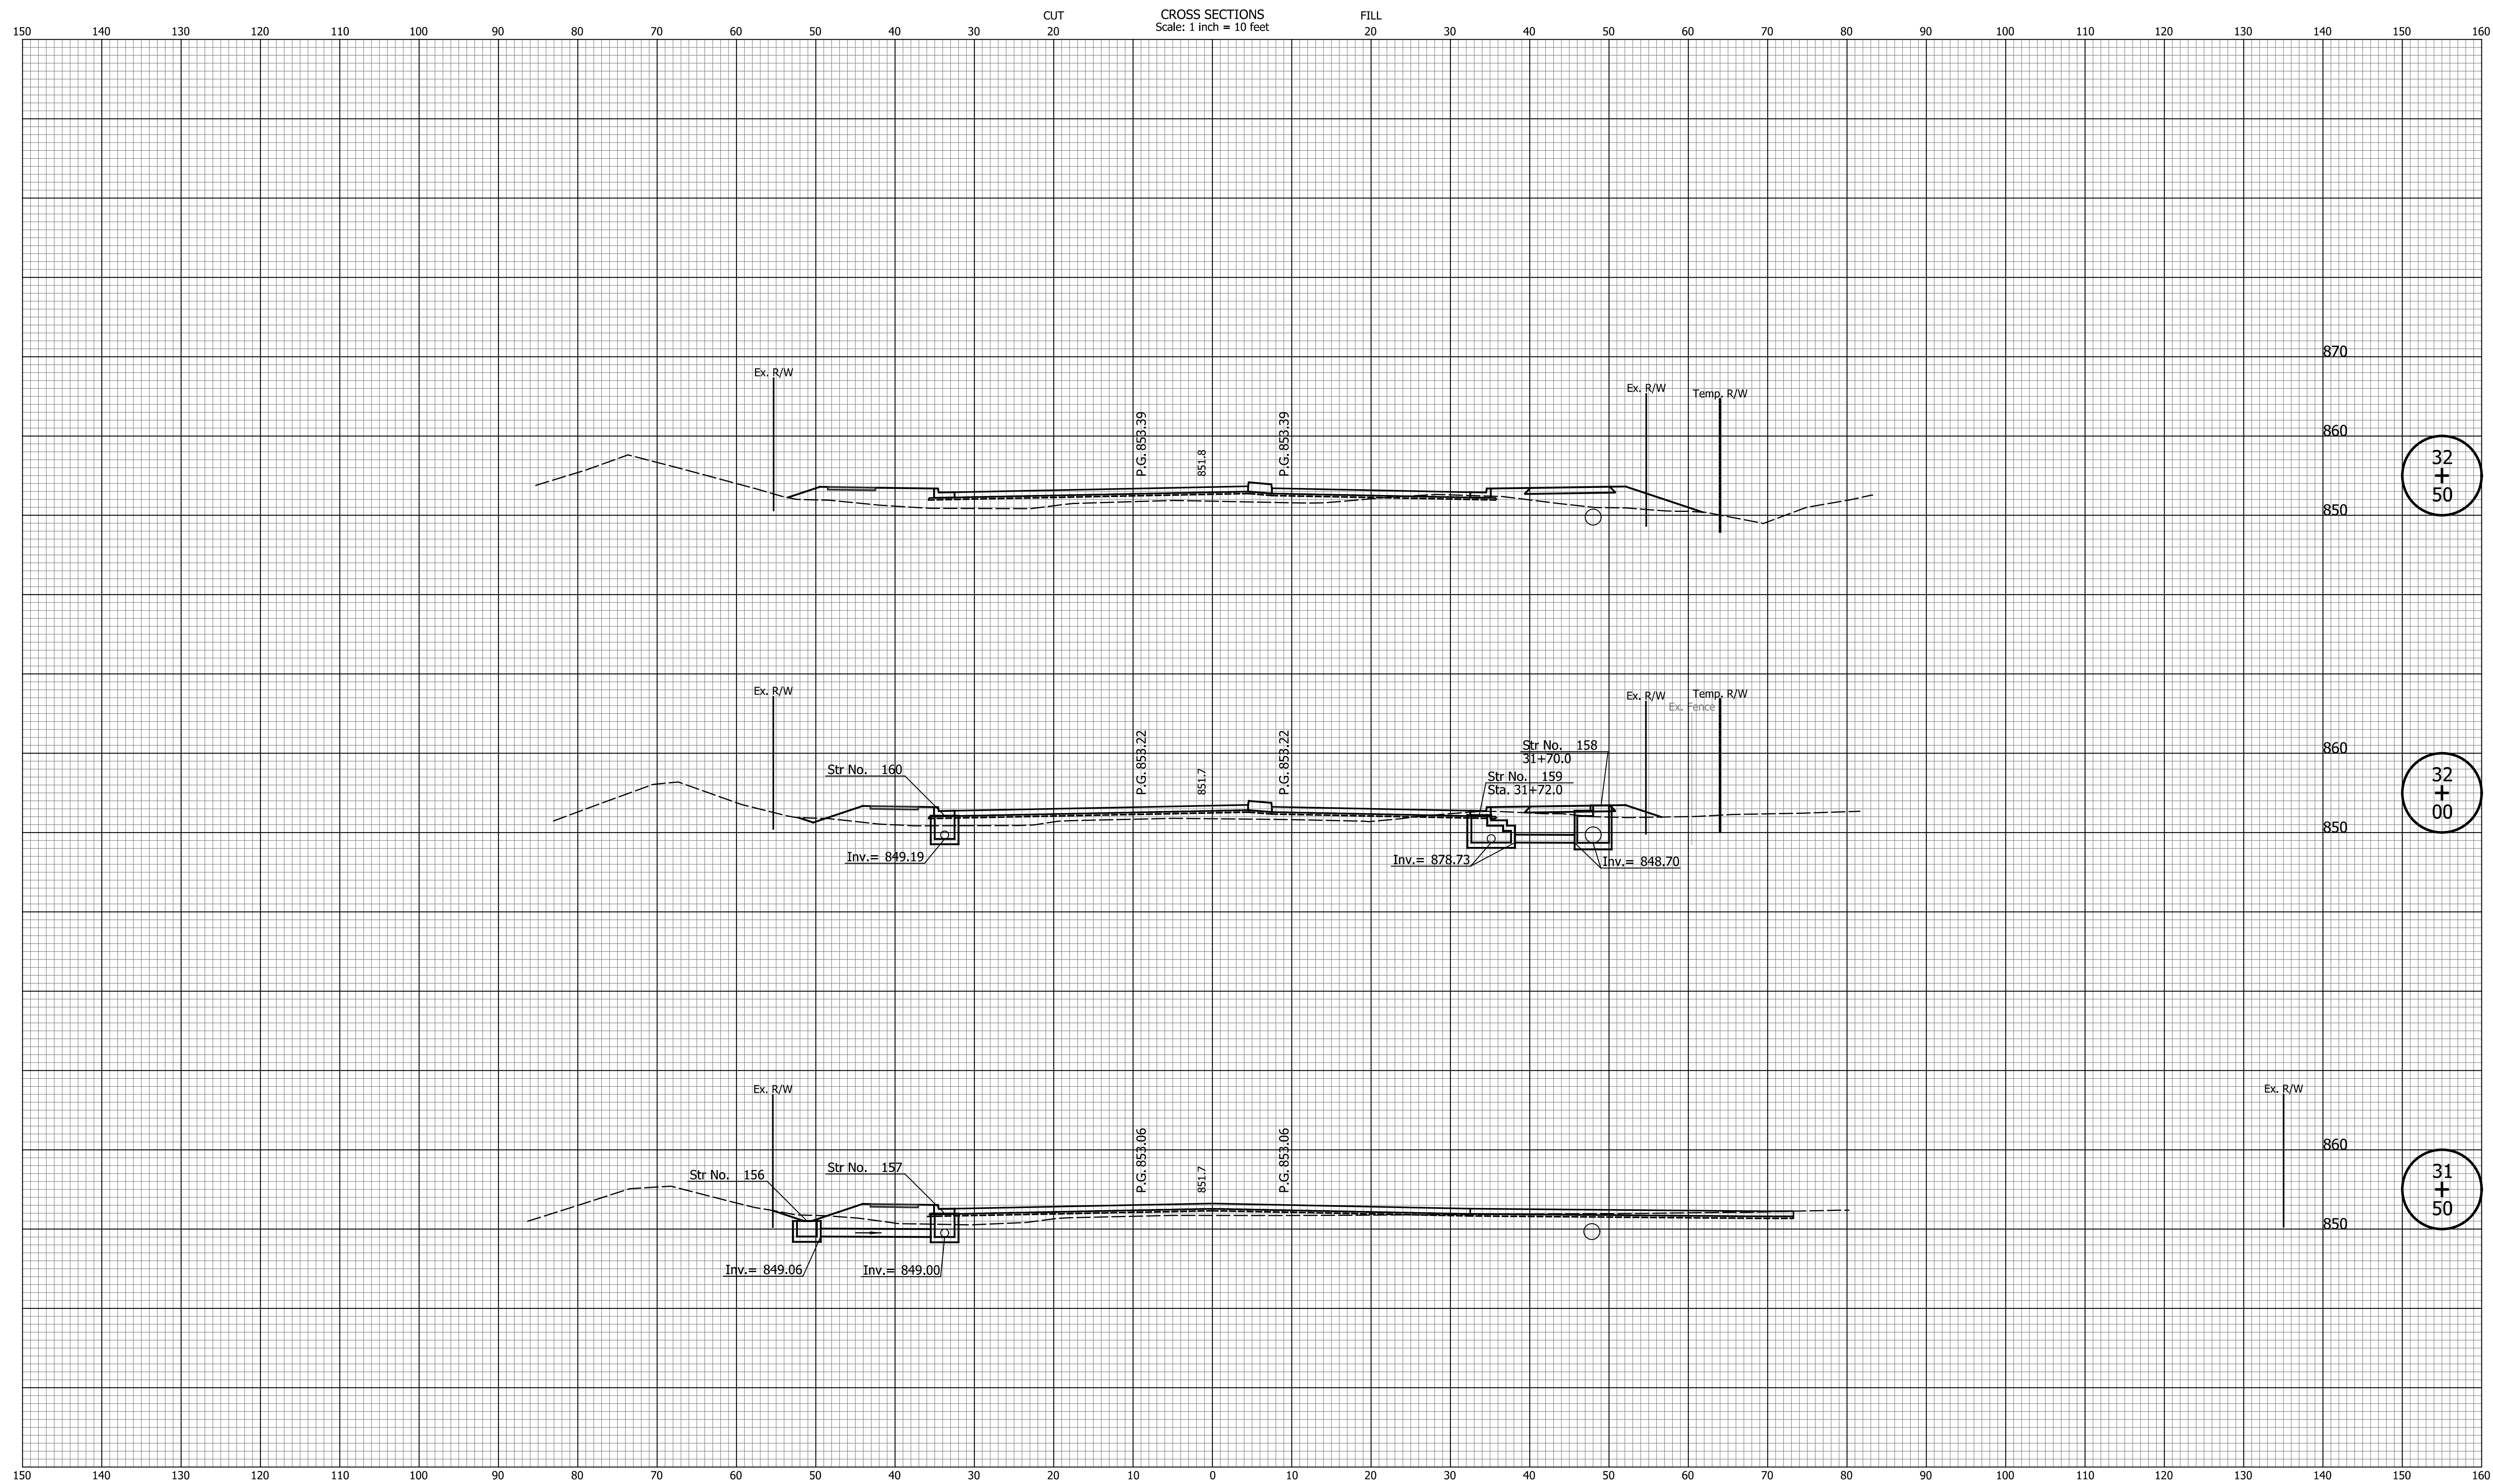 CUT CROSS SECTIONS FILL
Scale: 1 inch = 10 feet
150 140 130 120 110 100 90 80 70 60 50 40 30 20 20 30 40 50 60 70 80 90 100 110 120 130 140 150 160
870
Ex. R/W
Ex. R/W
Temp. R/W
P.G. 853.39
851.8
P.G. 853.39
860
32
+
50
850
Ex. R/W
Ex. R/W
Temp. R/W
Ex. Fence
P.G. 853.22
851.7
P.G. 853.22
Str No. 158
31+70.0
860
Str No. 160
Str No. 159
Sta. 31+72.0
32
+
00
850
Inv.= 849.19
Inv.= 878.73
Inv.= 848.70
Ex. R/W
Ex. R/W
P.G. 853.06
851.7
P.G. 853.06
860
Str No. 156
Str No. 157
31
+
50
850
Inv.= 849.06
Inv.= 849.00
150 140 130 120 110 100 90 80 70 60 50 40 30 20 10 0 10 20 30 40 50 60 70 80 90 100 110 120 130 140 150 160